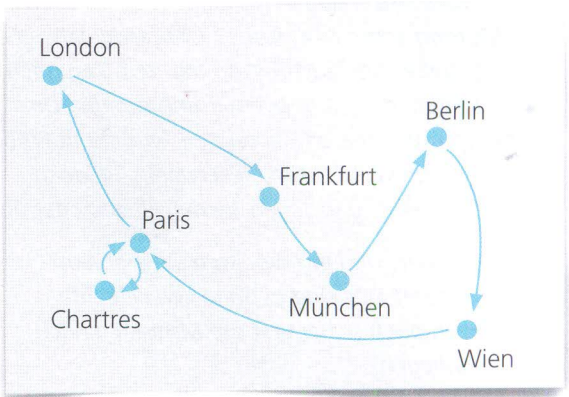 London
Berlin
Frankfurt
Paris
München
Chartres
Wien